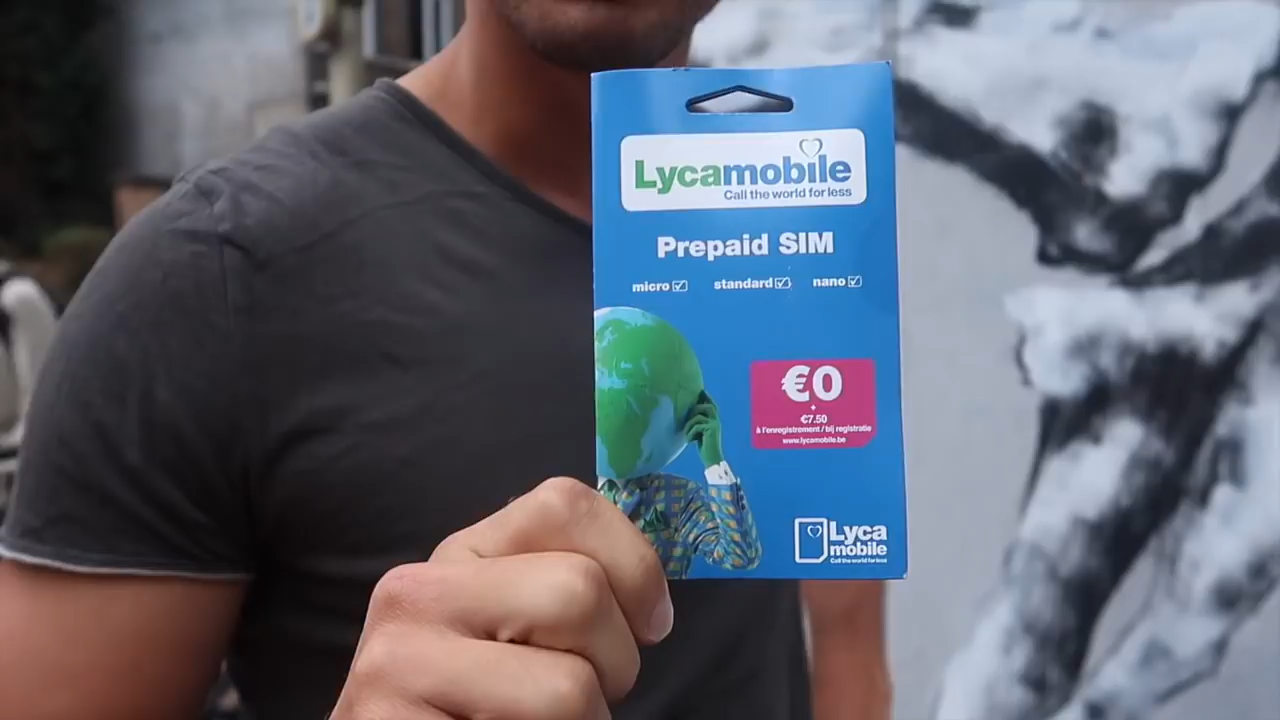 Lycamobile
Call the world for less
Prepaid SIM
micro ☑ standard ☑ nano ☑
€0
+
€7.50
à l'enregistrement / bij registratie
www.lycamobile.be
Lyca
mobile
Call the world for less